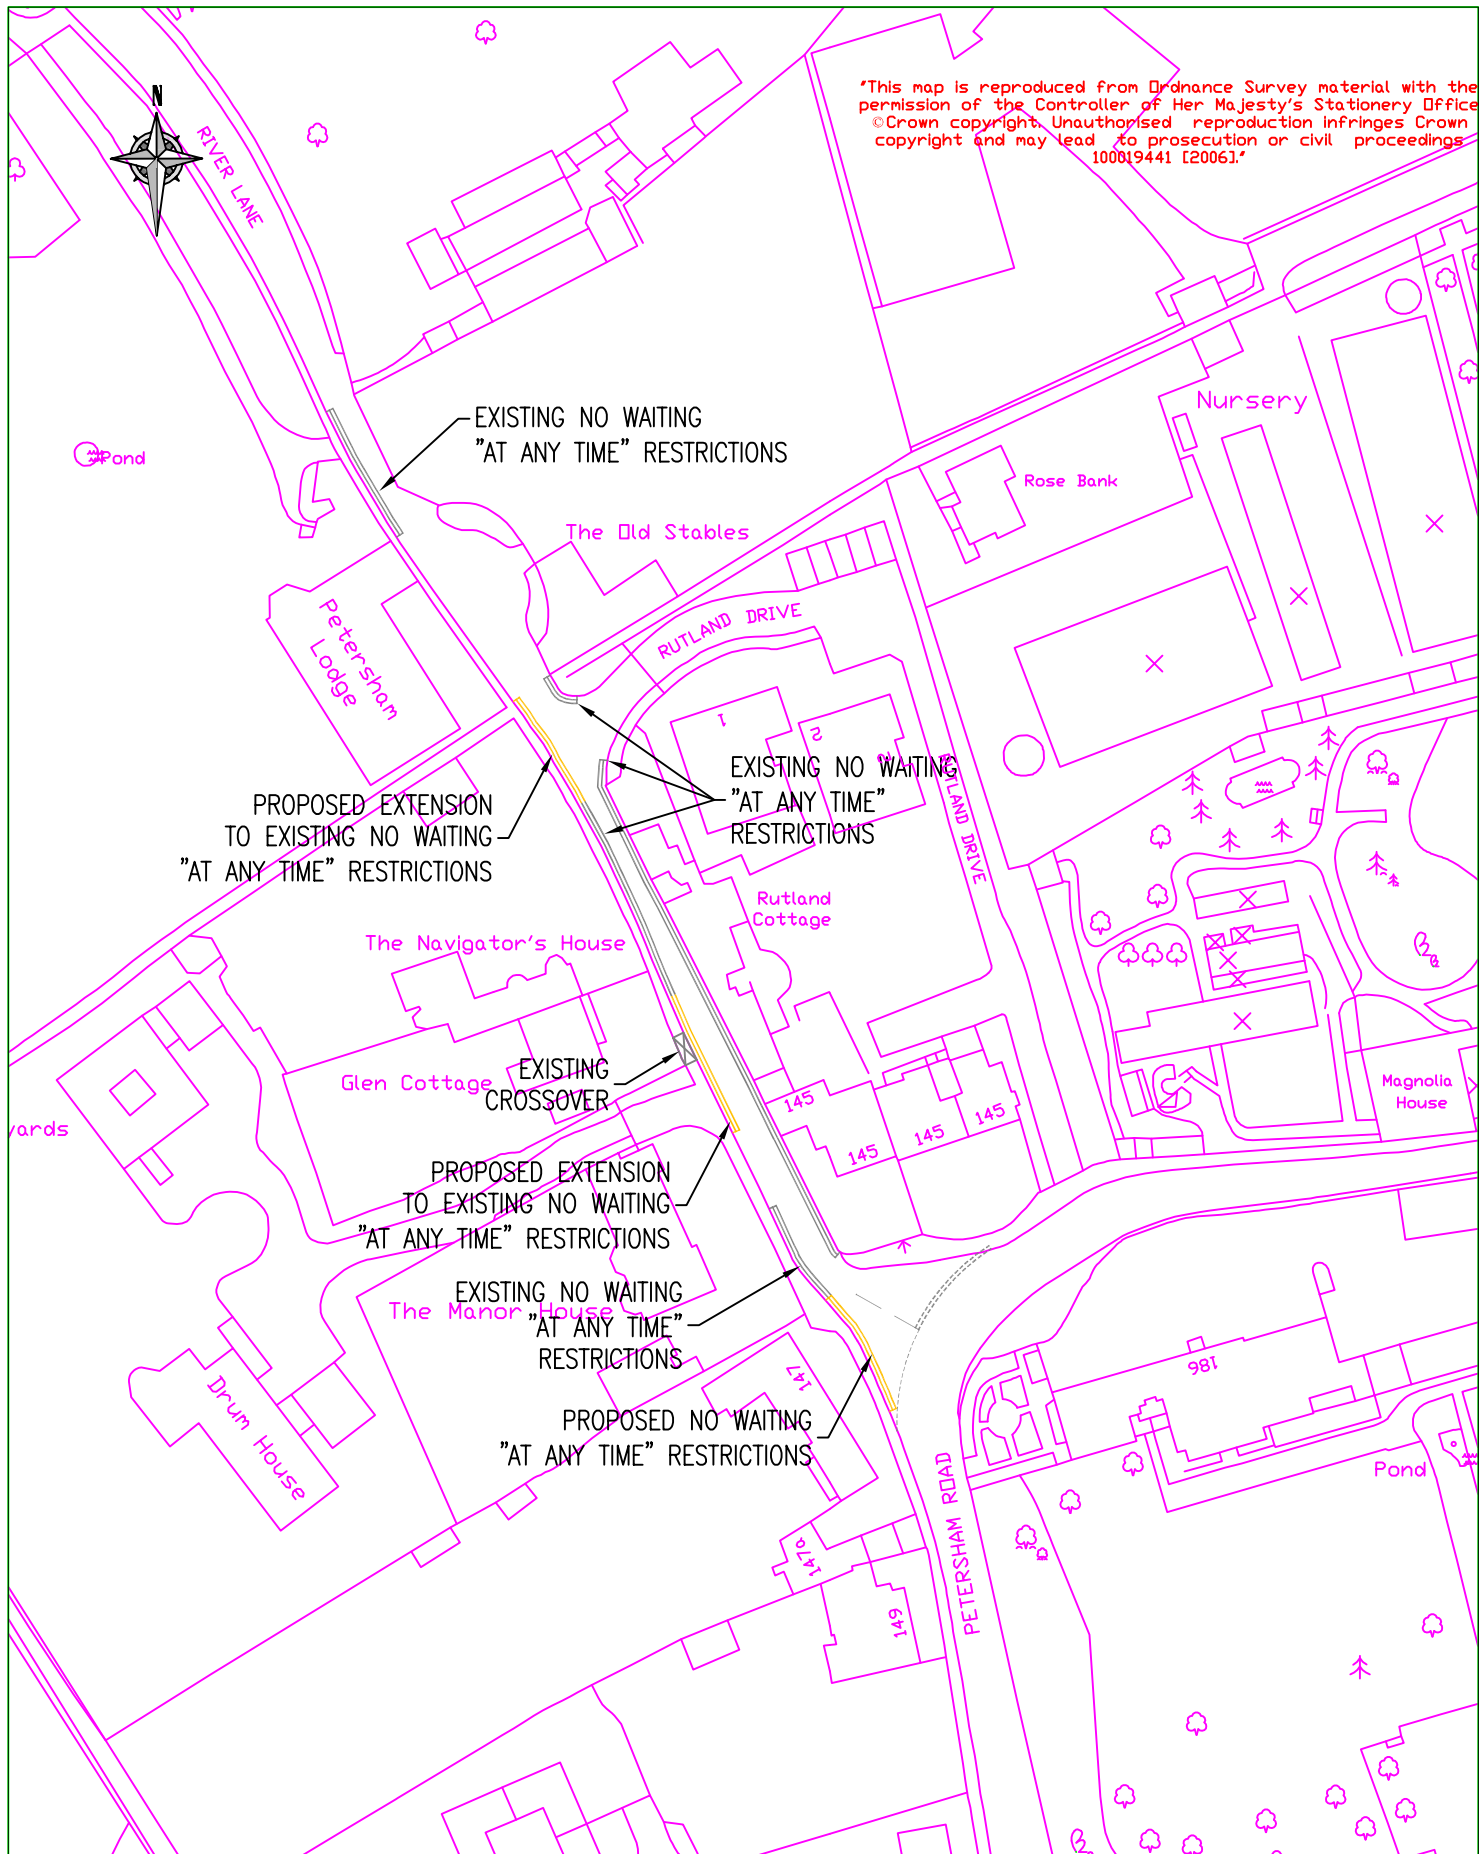 "This map is reproduced from Ordnance Survey material with the
permission of the Controller of Her Majesty's Stationery Office
©Crown copyright. Unauthorised reproduction infringes Crown
copyright and may lead to prosecution or civil proceedings
100019441 [2006]."
N
RIVER LANE
EXISTING NO WAITING
"AT ANY TIME" RESTRICTIONS
Nursery
Pond
Rose Bank
The Old Stables
Petersham
Lodge
RUTLAND DRIVE
1
2
2
EXISTING NO WAITING
"AT ANY TIME"
RESTRICTIONS
RUTLAND DRIVE
PROPOSED EXTENSION
TO EXISTING NO WAITING
"AT ANY TIME" RESTRICTIONS
Rutland
Cottage
The Navigator's House
EXISTING
CROSSOVER
Glen Cottage
Magnolia
House
yards
145
145
145
145
PROPOSED EXTENSION
TO EXISTING NO WAITING
"AT ANY TIME" RESTRICTIONS
EXISTING NO WAITING
"AT ANY TIME"
RESTRICTIONS
The Manor House
Drum House
147
186
PROPOSED NO WAITING
"AT ANY TIME" RESTRICTIONS
Pond
PETERSHAM ROAD
147a
149